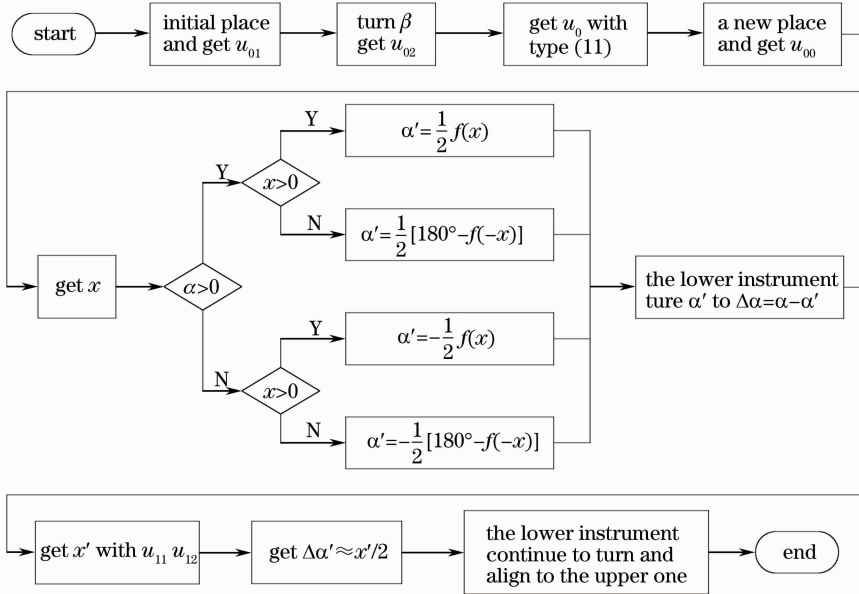 start
initial place
and get u₀₁
turn β
get u₀₂
get u₀ with
type (11)
a new place
and get u₀₀
Y
α′=1/2 f(x)
Y
x>0
N
α′=1/2[180°–f(–x)]
get x
α>0
the lower instrument
ture α′ to Δα=α–α′
Y
α′=–1/2 f(x)
N
x>0
N
α′=–1/2[180°–f(–x)]
get x′ with u₁₁ u₁₂
get Δα′≈x′/2
the lower instrument
continue to turn and
align to the upper one
end